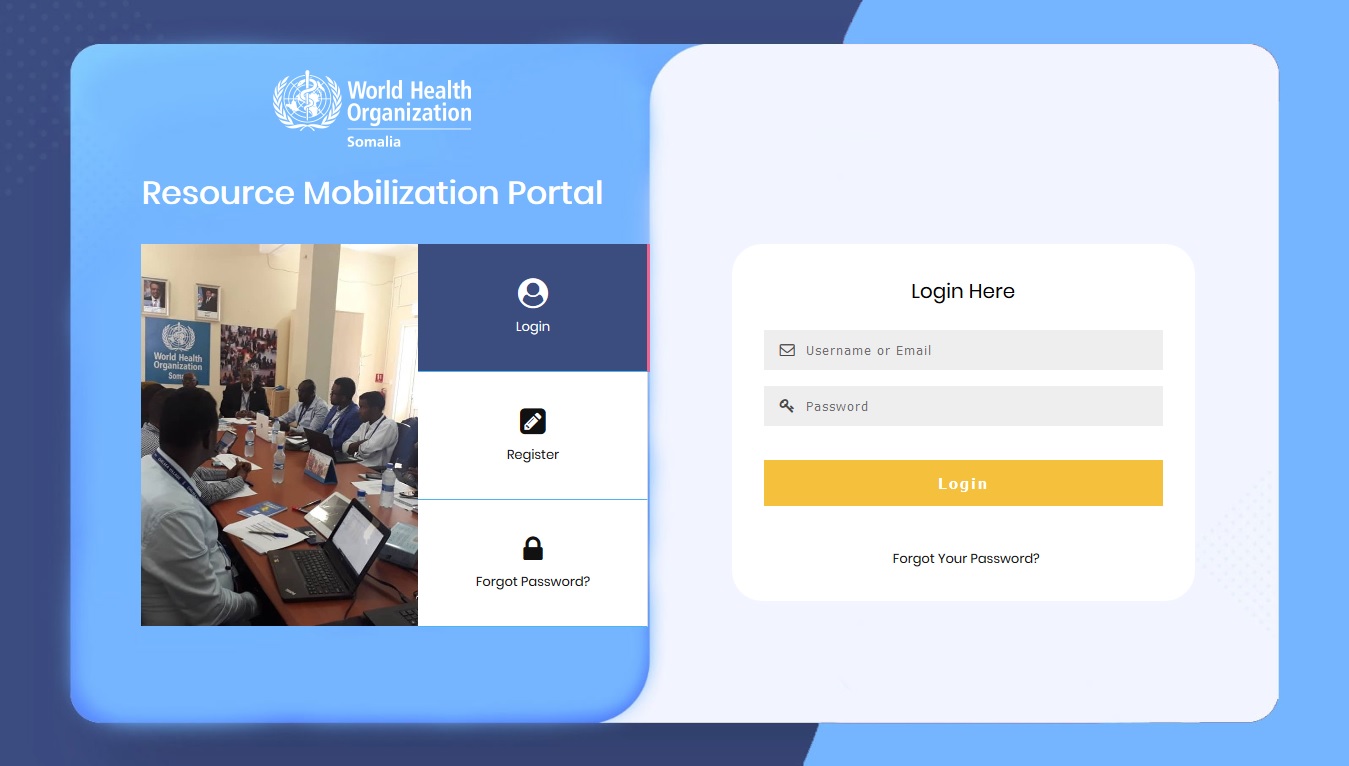 World Health
Organization
Somalia
Resource Mobilization Portal
World Health
Organization
Login
Register
Forgot Password?
Login Here
Username or Email
Password
Login
Forgot Your Password?